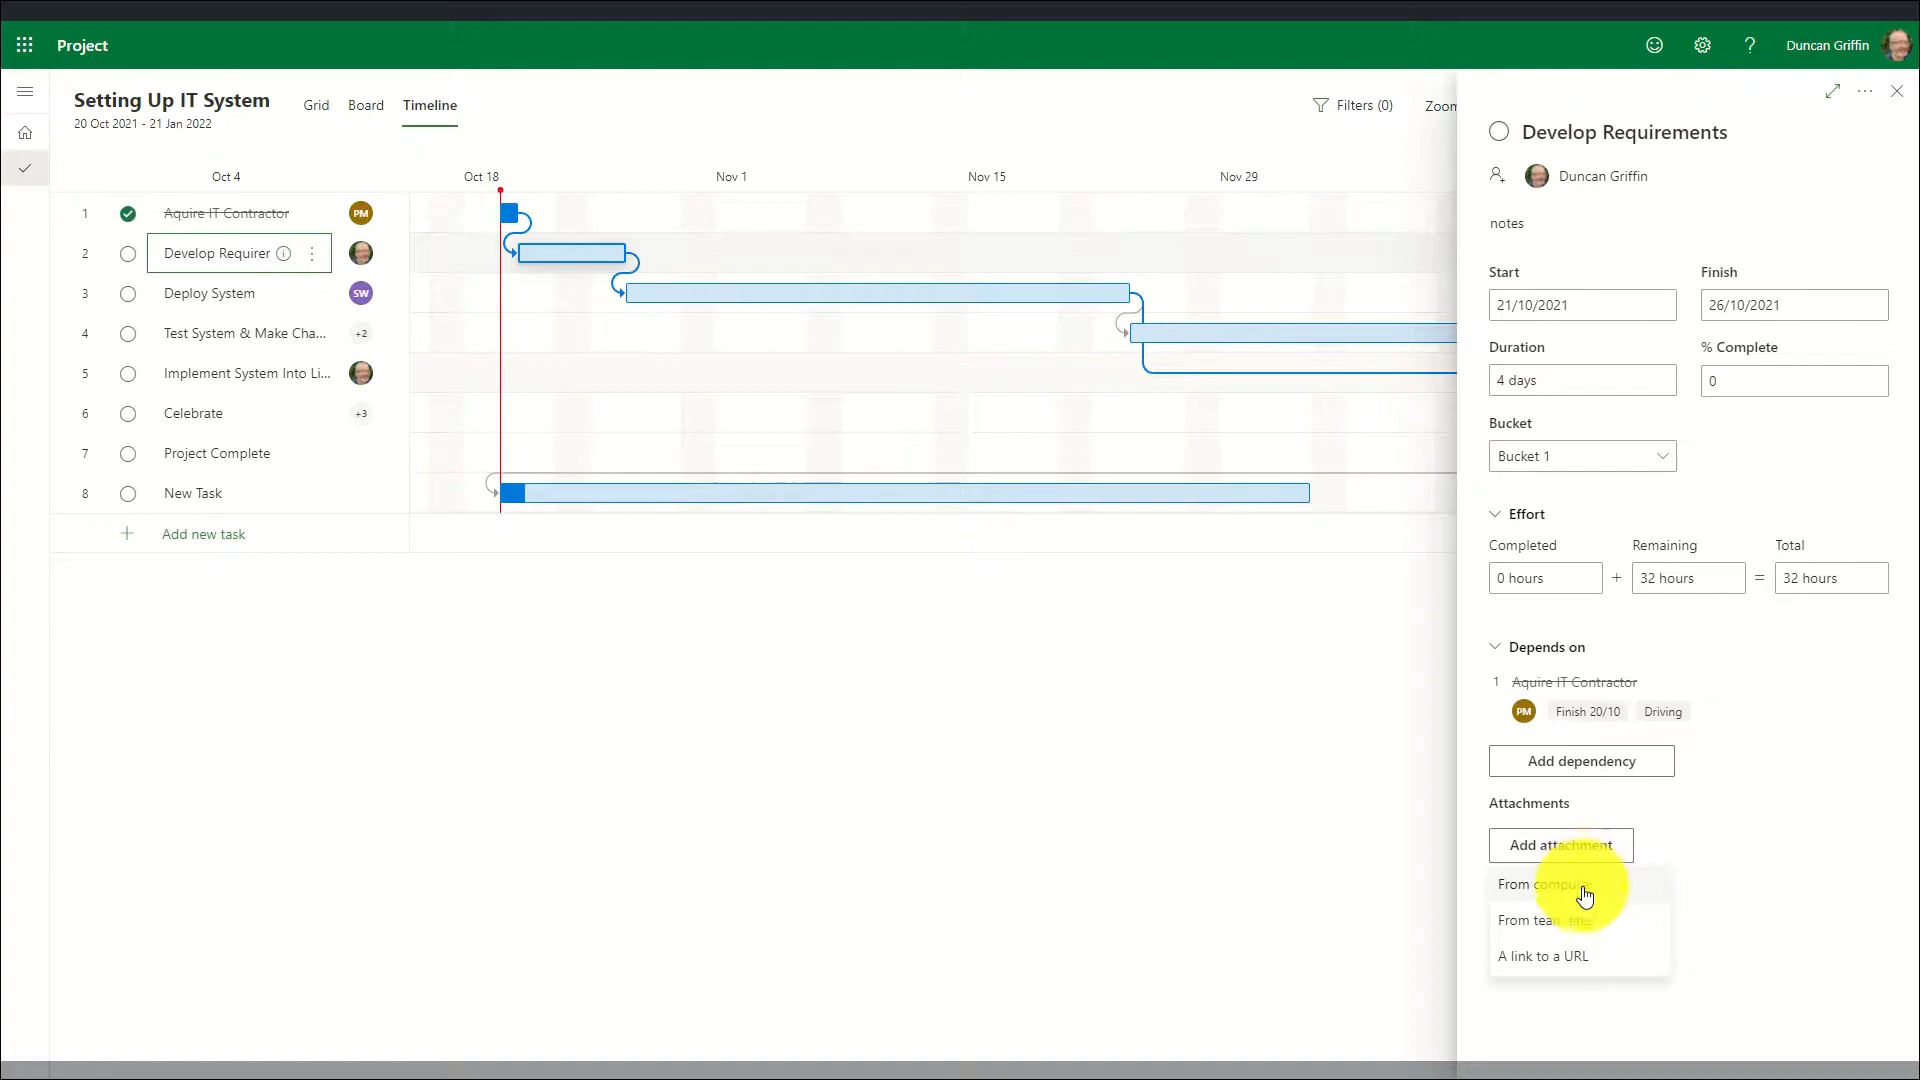 Project
Duncan Griffin
Setting Up IT System
20 Oct 2021 - 21 Jan 2022
Grid
Board
Timeline
Filters (0)
Zoom
Oct 4
Oct 18
Nov 1
Nov 15
Nov 29
1
Aquire IT Contractor
PM
2
Develop Requirer
3
Deploy System
SW
4
Test System & Make Cha...
+2
5
Implement System Into Li...
6
Celebrate
+3
7
Project Complete
8
New Task
Add new task
Develop Requirements
Duncan Griffin
notes
Start
Finish
21/10/2021
26/10/2021
Duration
% Complete
4 days
0
Bucket
Bucket 1
Effort
Completed
Remaining
Total
0 hours
+
32 hours
=
32 hours
Depends on
1
Aquire IT Contractor
PM
Finish 20/10
Driving
Add dependency
Attachments
Add attachment
From
From
A link to a URL